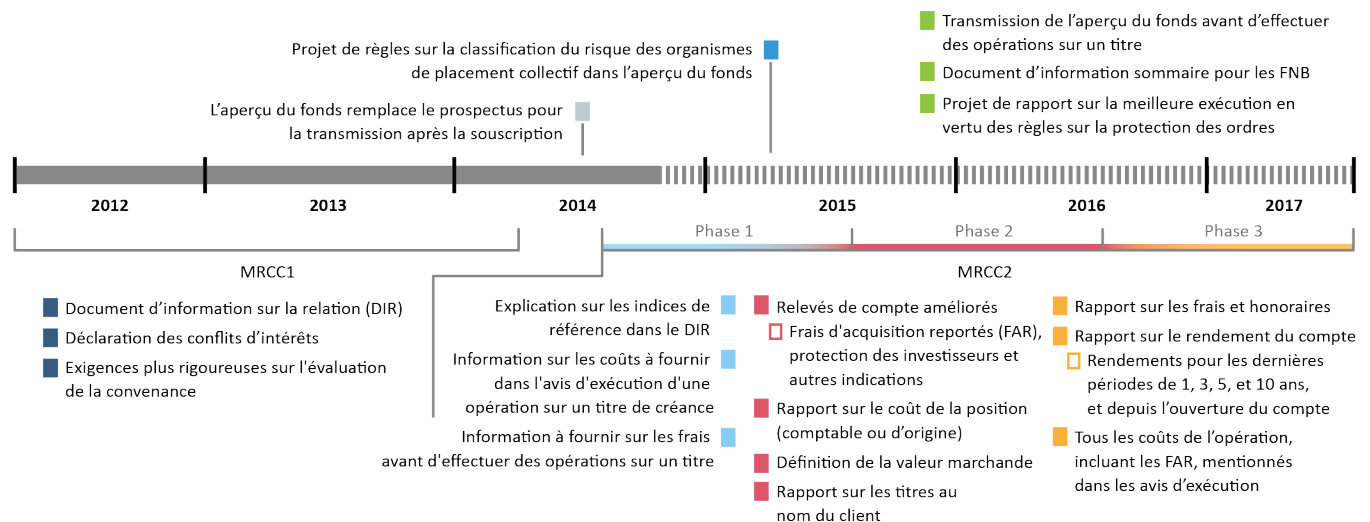 Projet de règles sur la classification du risque des organismes
de placement collectif dans l'aperçu du fonds
L'aperçu du fonds remplace le prospectus pour
la transmission après la souscription
Transmission de l'aperçu du fonds avant d'effectuer
des opérations sur un titre
Document d'information sommaire pour les FNB
Projet de rapport sur la meilleure exécution en
vertu des règles sur la protection des ordres
2012
2013
2014
2015
2016
2017
Phase 1
Phase 2
Phase 3
MRCC1
MRCC2
Document d'information sur la relation (DIR)
Déclaration des conflits d'intérêts
Exigences plus rigoureuses sur l'évaluation
de la convenance
Explication sur les indices de
référence dans le DIR
Information sur les coûts à fournir
dans l'avis d'exécution d'une
opération sur un titre de créance
Information à fournir sur les frais
avant d'effectuer des opérations sur un titre
Relevés de compte améliorés
Frais d'acquisition reportés (FAR),
protection des investisseurs et
autres indications
Rapport sur le coût de la position
(comptable ou d'origine)
Définition de la valeur marchande
Rapport sur les titres au
nom du client
Rapport sur les frais et honoraires
Rapport sur le rendement du compte
Rendements pour les dernières
périodes de 1, 3, 5, et 10 ans,
et depuis l'ouverture du compte
Tous les coûts de l'opération,
incluant les FAR, mentionnés
dans les avis d'exécution